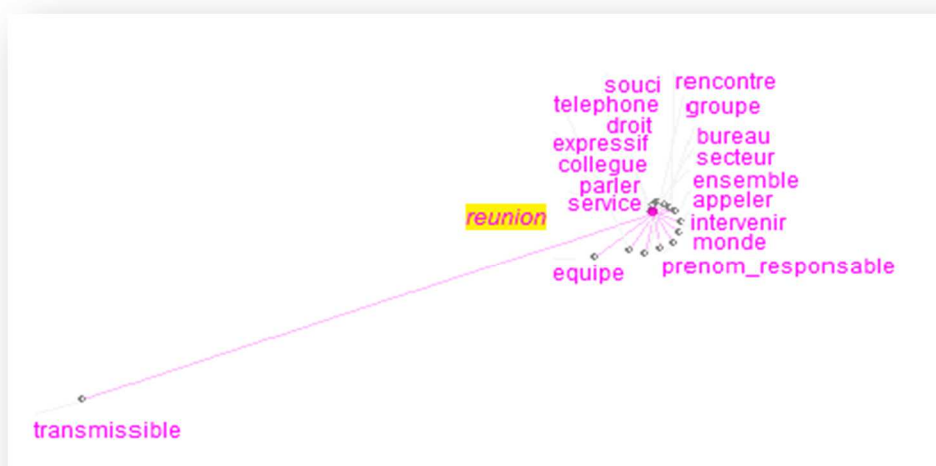 souci
rencontre
telephone
groupe
droit
bureau
expressif
secteur
collegue
ensemble
parler
appeler
service
reunion
intervenir
monde
equipe
prenom_responsable
transmissible